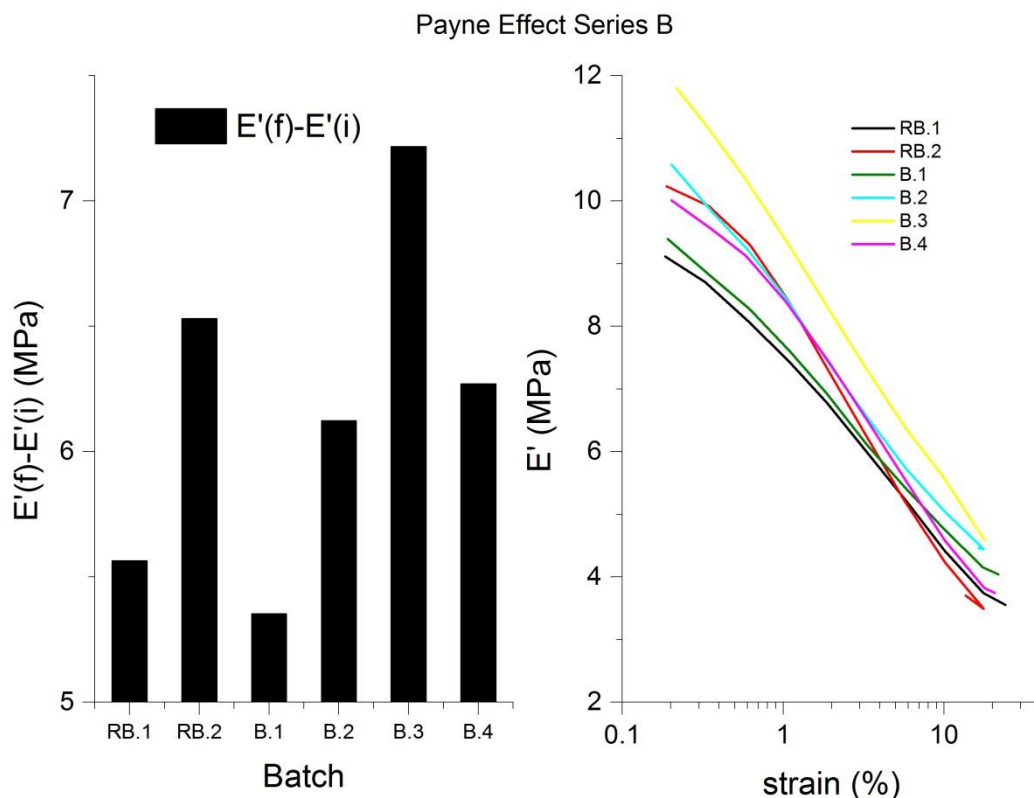 Payne Effect Series B
E'(f)-E'(i)
E'(f)-E'(i) (MPa)
7
6
5
RB.1 RB.2 B.1 B.2 B.3 B.4
Batch
E' (MPa)
12
10
8
6
4
2
RB.1
RB.2
B.1
B.2
B.3
B.4
0.1 1 10
strain (%)